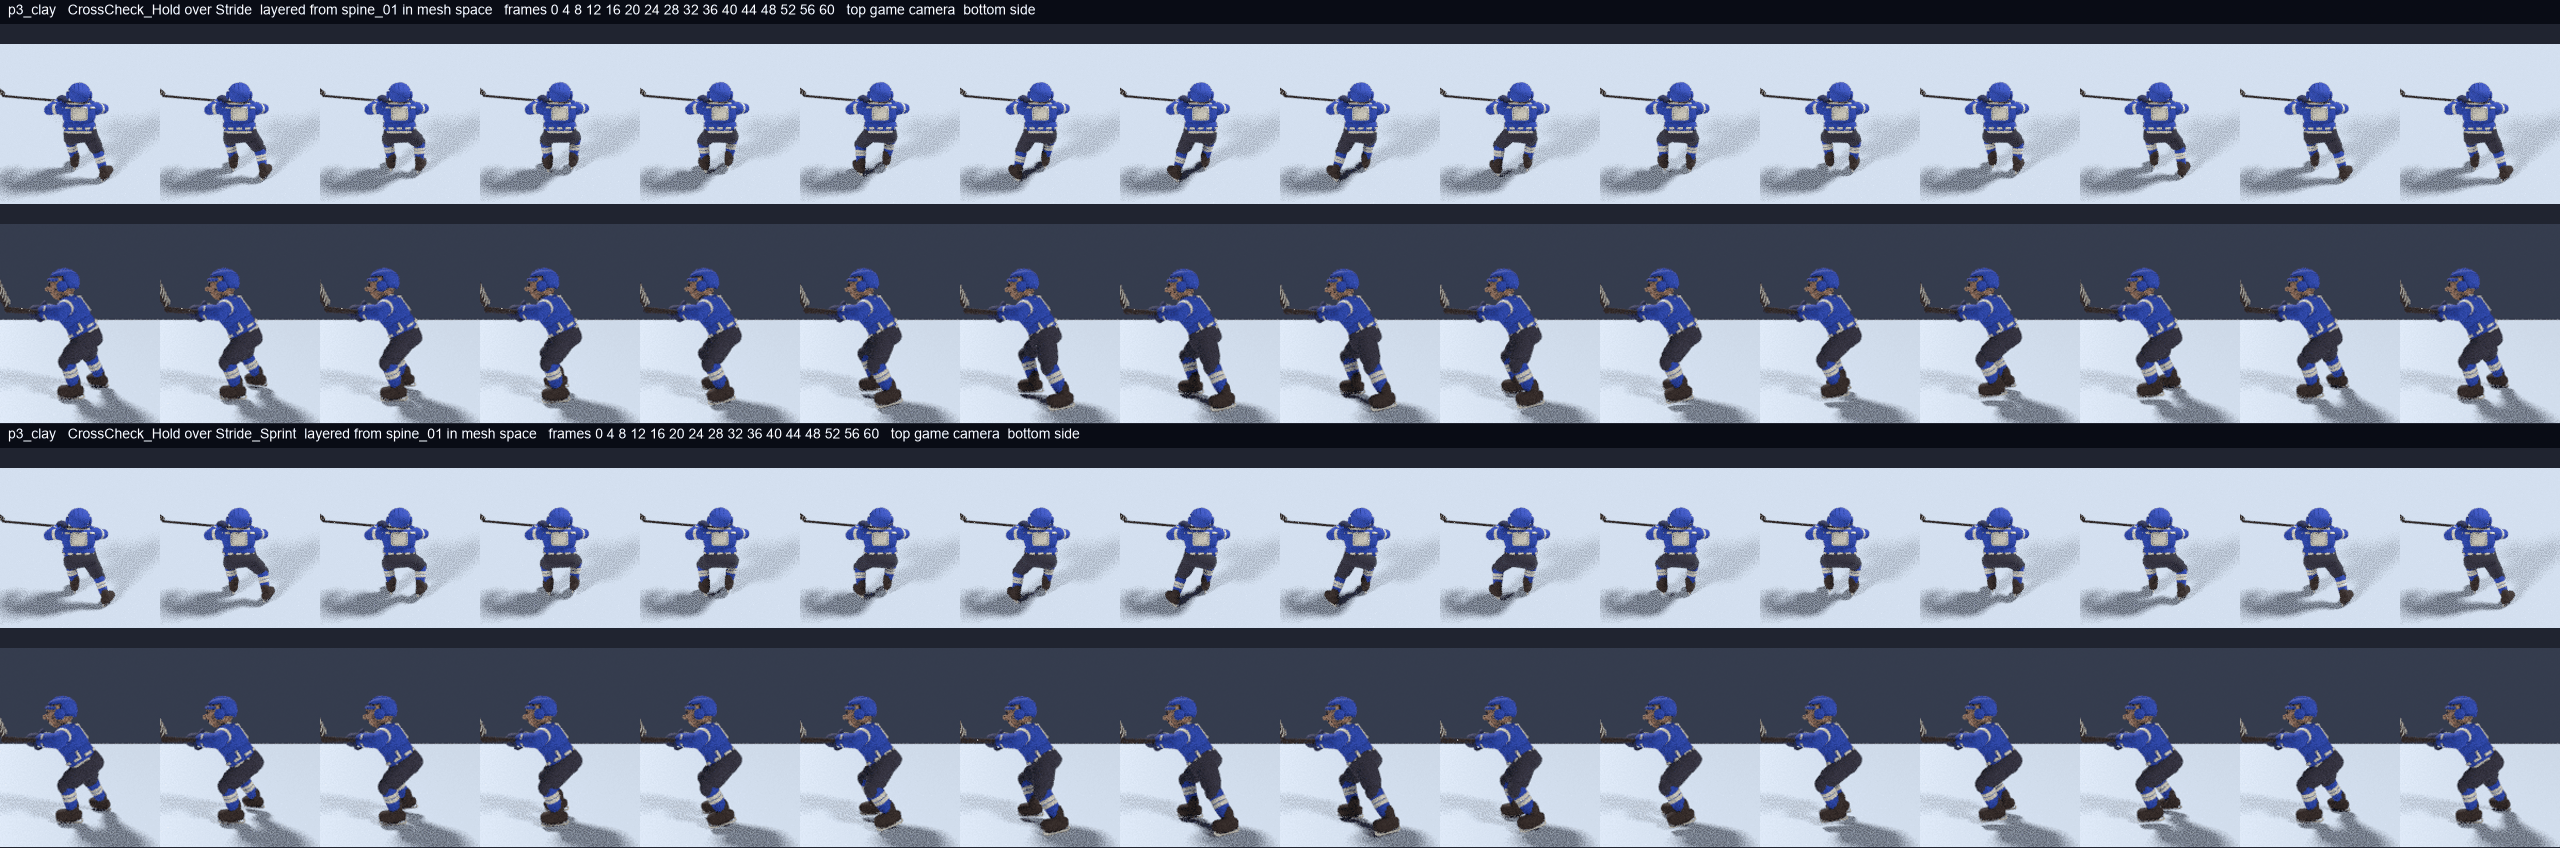 p3_clay CrossCheck_Hold over Stride layered from spine_01 in mesh space frames 0 4 8 12 16 20 24 28 32 36 40 44 48 52 56 60 top game camera bottom side
p3_clay CrossCheck_Hold over Stride_Sprint layered from spine_01 in mesh space frames 0 4 8 12 16 20 24 28 32 36 40 44 48 52 56 60 top game camera bottom side